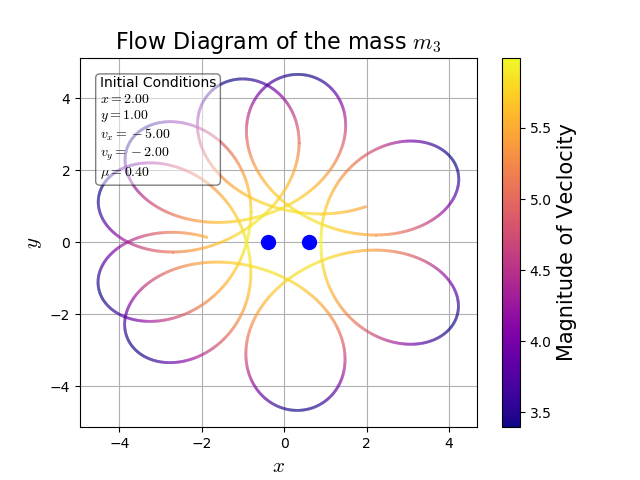 Flow Diagram of the mass m₃
Initial Conditions
x = 2.00
y = 1.00
vₓ = −5.00
v_y = −2.00
μ = 0.40
4
2
0
−2
−4
y
−4
−2
0
2
4
x
5.5
5.0
4.5
4.0
3.5
Magnitude of Veclocity